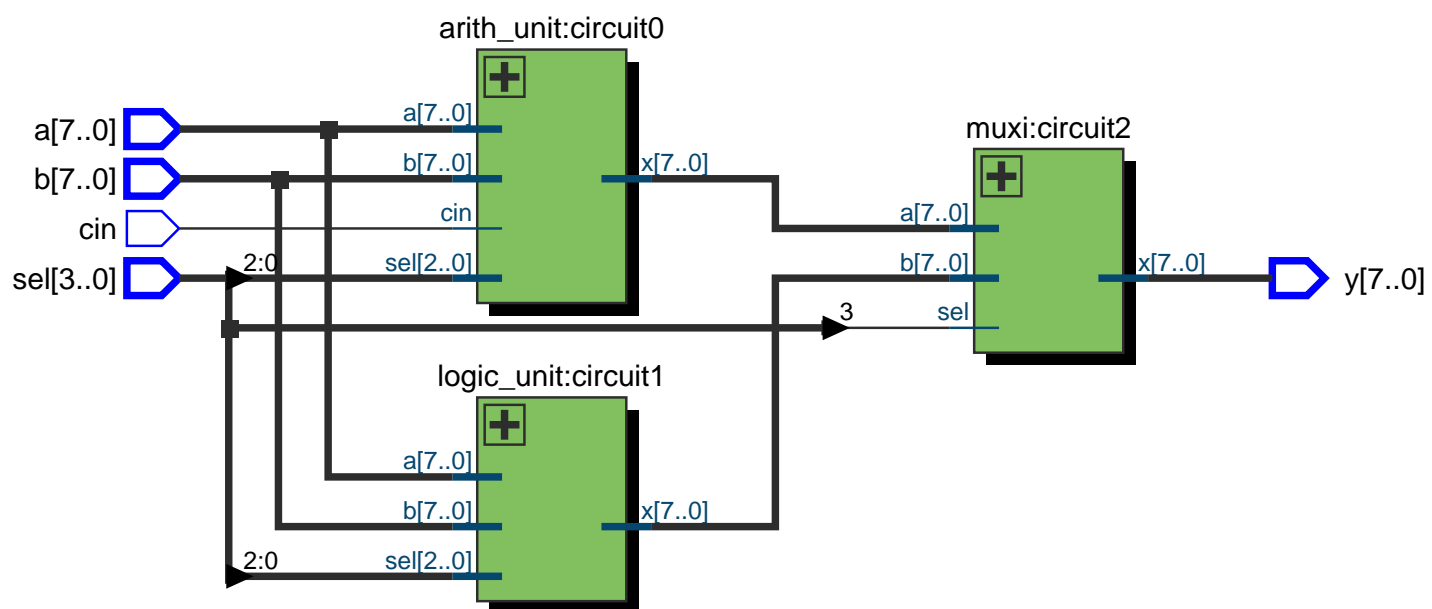 arith_unit:circuit0
a[7..0]
b[7..0]
cin
sel[3..0]
2:0
a[7..0]
b[7..0]
cin
sel[2..0]
x[7..0]
muxi:circuit2
a[7..0]
b[7..0]
3
sel
x[7..0]
y[7..0]
logic_unit:circuit1
a[7..0]
b[7..0]
2:0
sel[2..0]
x[7..0]